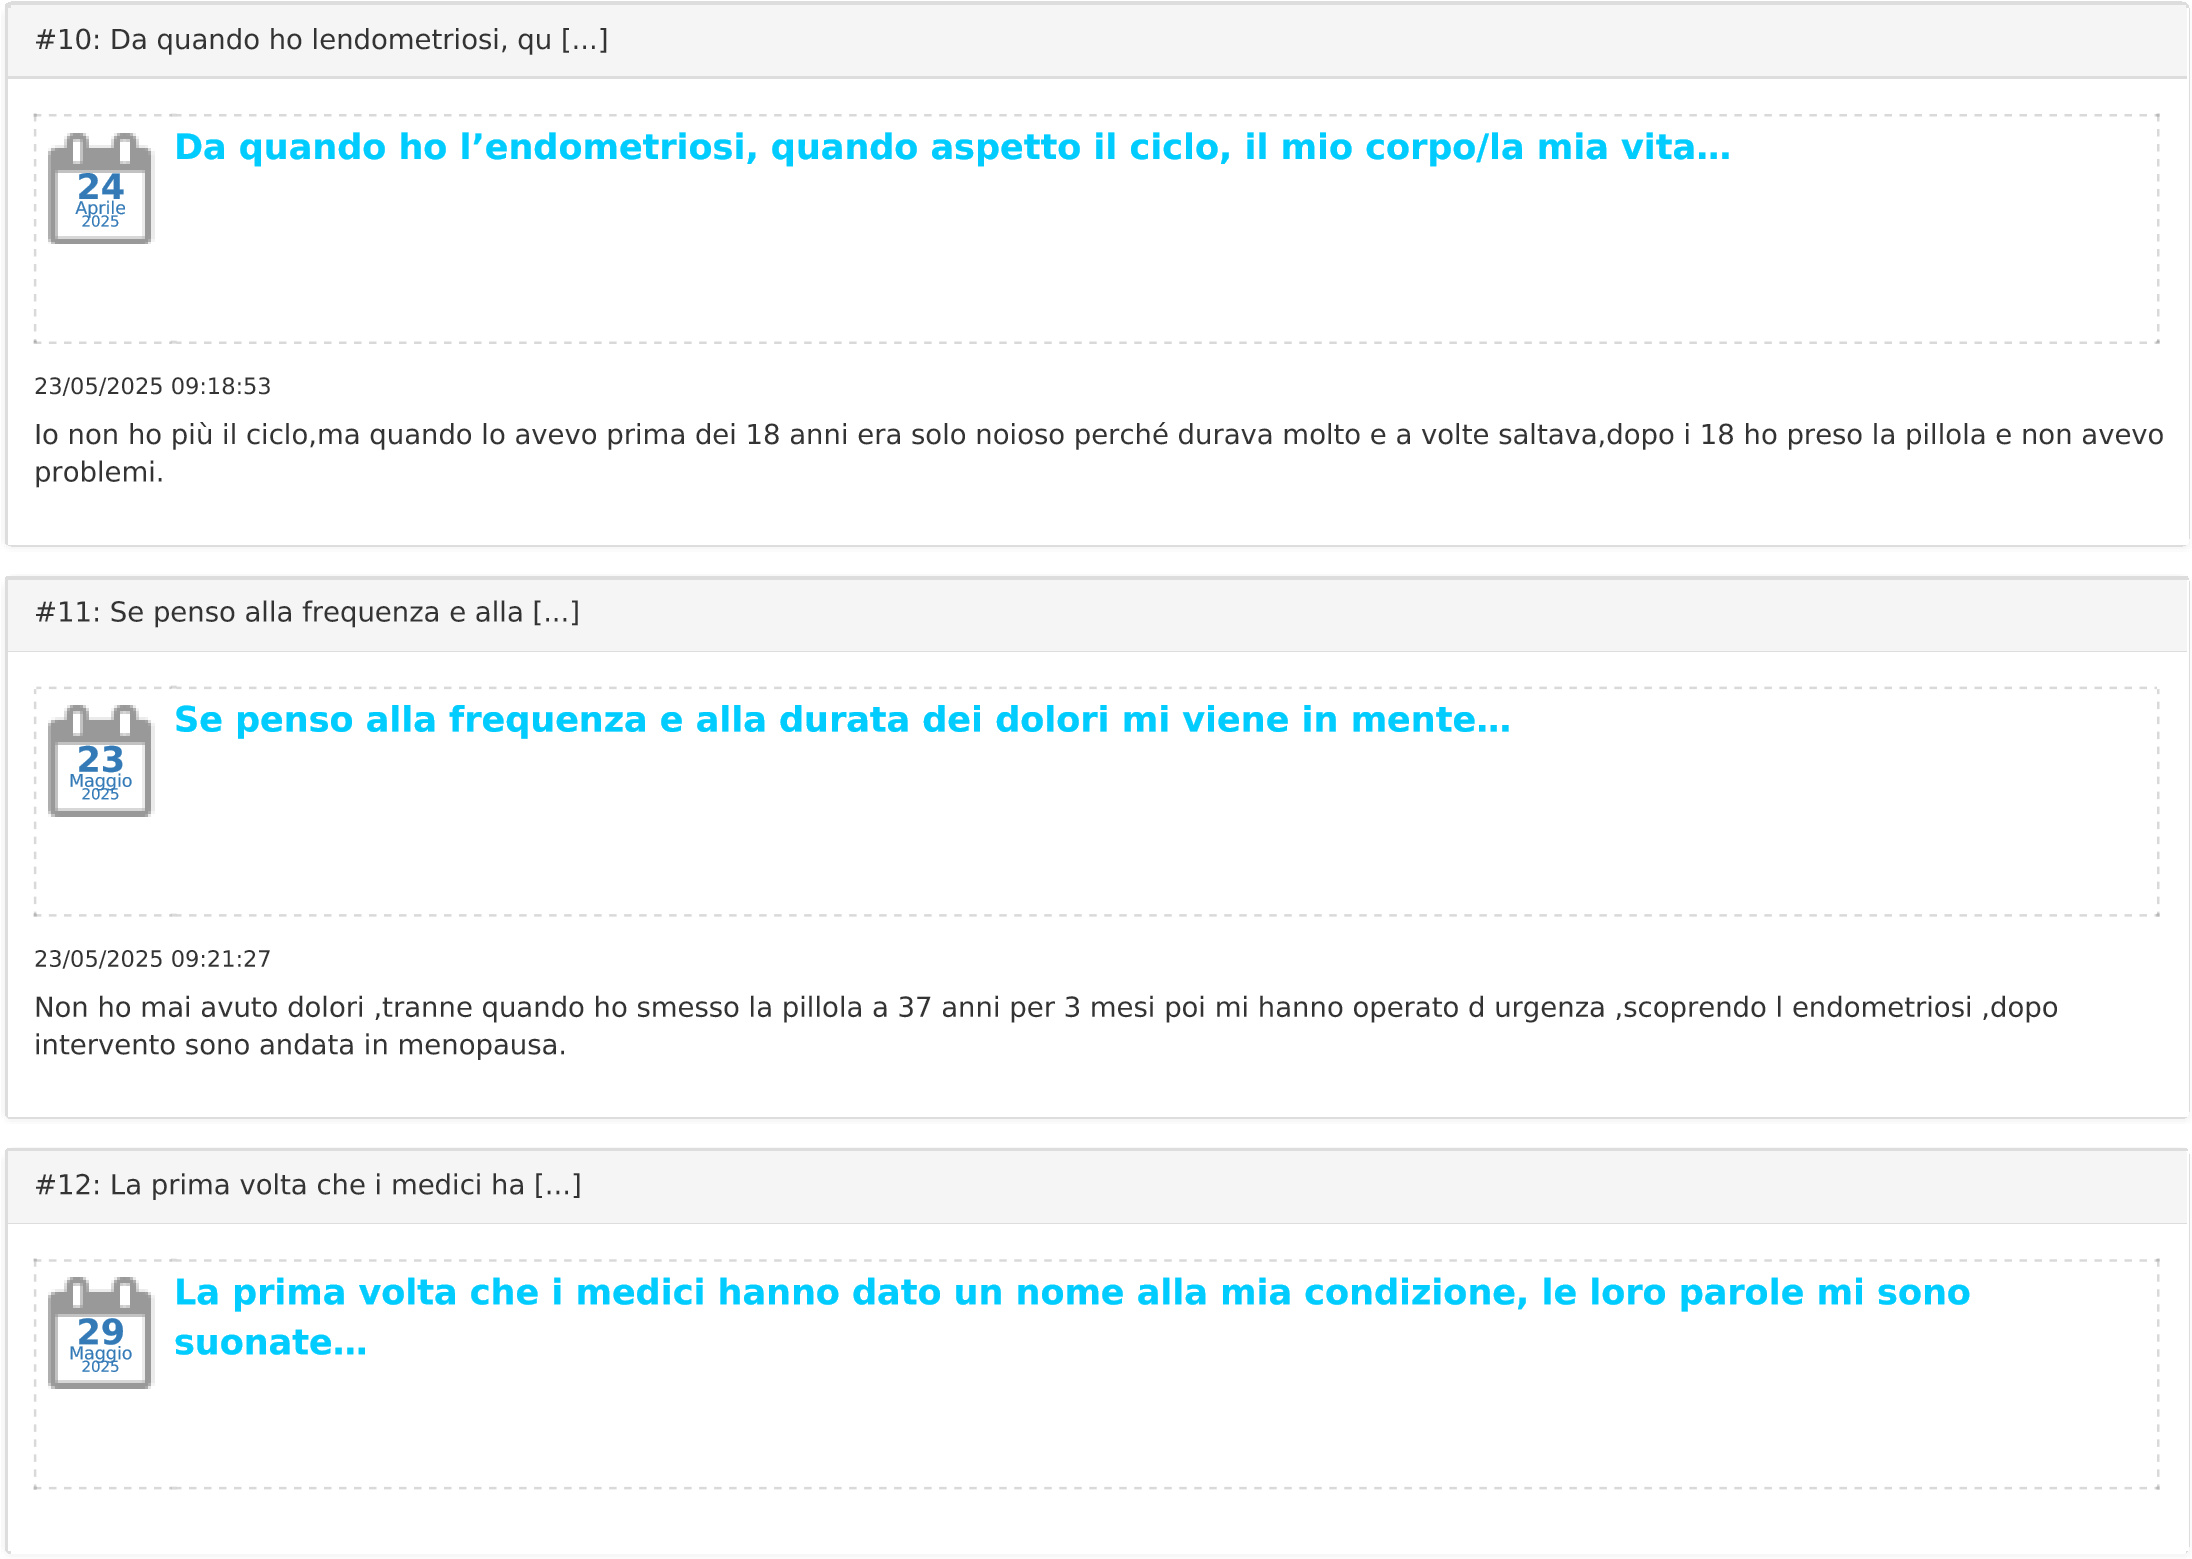 #10: Da quando ho lendometriosi, qu [...]
Da quando ho l’endometriosi, quando aspetto il ciclo, il mio corpo/la mia vita…
24
Aprile
2025
23/05/2025 09:18:53
Io non ho più il ciclo,ma quando lo avevo prima dei 18 anni era solo noioso perché durava molto e a volte saltava,dopo i 18 ho preso la pillola e non avevo
problemi.
#11: Se penso alla frequenza e alla [...]
Se penso alla frequenza e alla durata dei dolori mi viene in mente…
23
Maggio
2025
23/05/2025 09:21:27
Non ho mai avuto dolori ,tranne quando ho smesso la pillola a 37 anni per 3 mesi poi mi hanno operato d urgenza ,scoprendo l endometriosi ,dopo
intervento sono andata in menopausa.
#12: La prima volta che i medici ha [...]
La prima volta che i medici hanno dato un nome alla mia condizione, le loro parole mi sono
suonate…
29
Maggio
2025